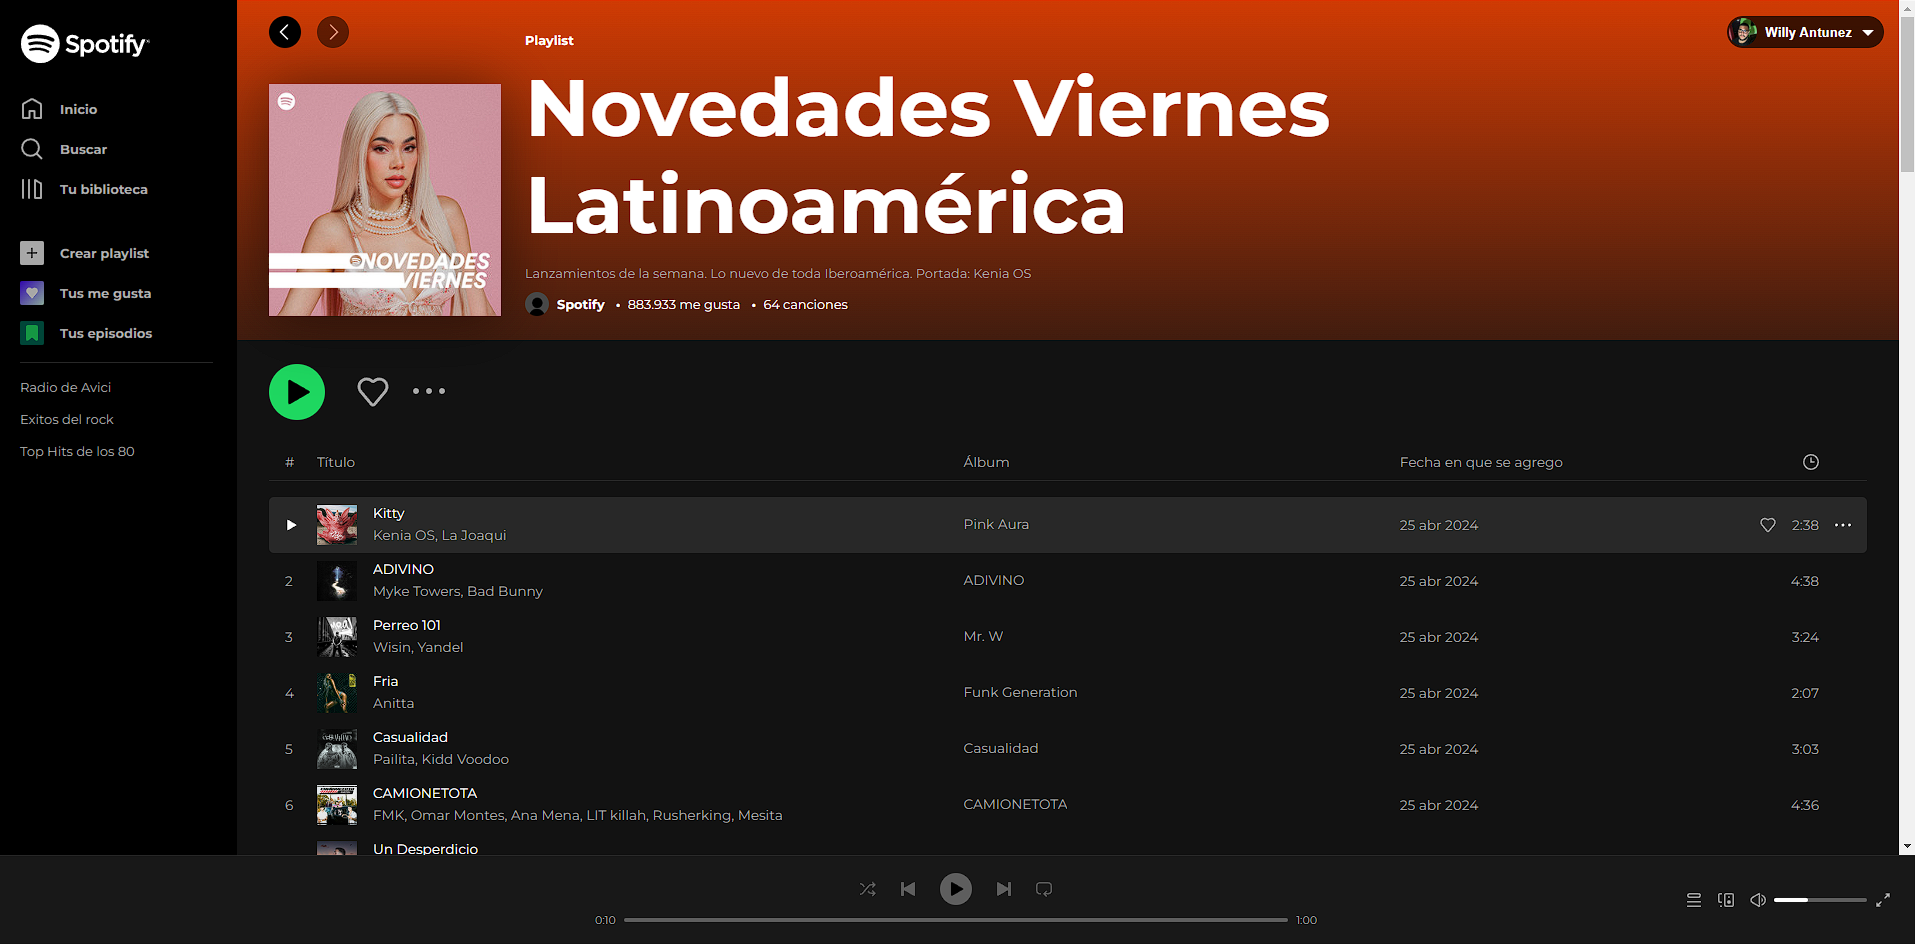 Spotify
Inicio
Buscar
Tu biblioteca
Crear playlist
Tus me gusta
Tus episodios
Radio de Avici
Exitos del rock
Top Hits de los 80
Willy Antunez
Playlist
Novedades Viernes
Latinoamérica
NOVEDADES
VIERNES
Lanzamientos de la semana. Lo nuevo de toda Iberoamérica. Portada: Kenia OS
Spotify • 883.933 me gusta • 64 canciones
# Título Álbum Fecha en que se agrego
Kitty
Kenia OS, La Joaqui
Pink Aura 25 abr 2024 2:38
2 ADIVINO
Myke Towers, Bad Bunny
ADIVINO 25 abr 2024 4:38
3 Perreo 101
Wisin, Yandel
Mr. W 25 abr 2024 3:24
4 Fria
Anitta
Funk Generation 25 abr 2024 2:07
5 Casualidad
Pailita, Kidd Voodoo
Casualidad 25 abr 2024 3:03
6 CAMIONETOTA
FMK, Omar Montes, Ana Mena, LIT killah, Rusherking, Mesita
CAMIONETOTA 25 abr 2024 4:36
Un Desperdicio
0:10 1:00